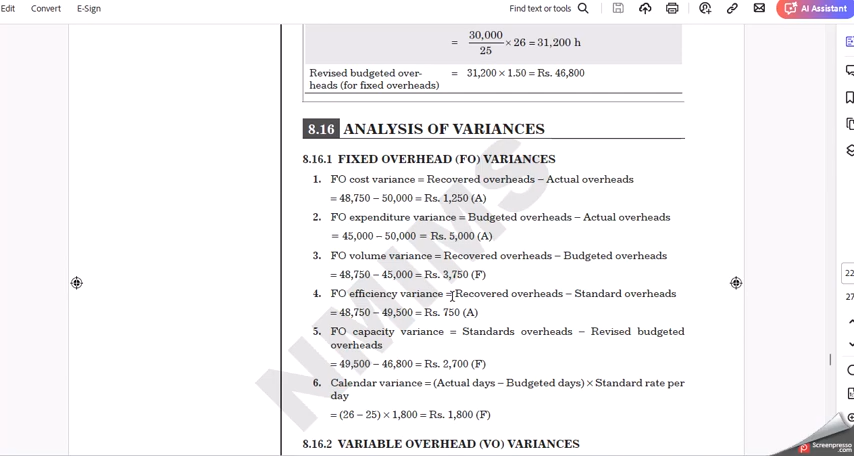 Edit Convert E-Sign Find text or tools AI Assistant
= 30,000/25 × 26 = 31,200 h
Revised budgeted over- = 31,200 × 1.50 = Rs. 46,800
heads (for fixed overheads)
8.16 ANALYSIS OF VARIANCES
8.16.1 FIXED OVERHEAD (FO) VARIANCES
1. FO cost variance = Recovered overheads – Actual overheads
= 48,750 – 50,000 = Rs. 1,250 (A)
2. FO expenditure variance = Budgeted overheads – Actual overheads
= 45,000 – 50,000 = Rs. 5,000 (A)
3. FO volume variance = Recovered overheads – Budgeted overheads
= 48,750 – 45,000 = Rs. 3,750 (F)
4. FO efficiency variance = Recovered overheads – Standard overheads
= 48,750 – 49,500 = Rs. 750 (A)
5. FO capacity variance = Standards overheads – Revised budgeted
overheads
= 49,500 – 46,800 = Rs. 2,700 (F)
6. Calendar variance = (Actual days – Budgeted days) × Standard rate per
day
= (26 – 25) × 1,800 = Rs. 1,800 (F)
8.16.2 VARIABLE OVERHEAD (VO) VARIANCES
NMIMS
22
27
Screenpresso
.com